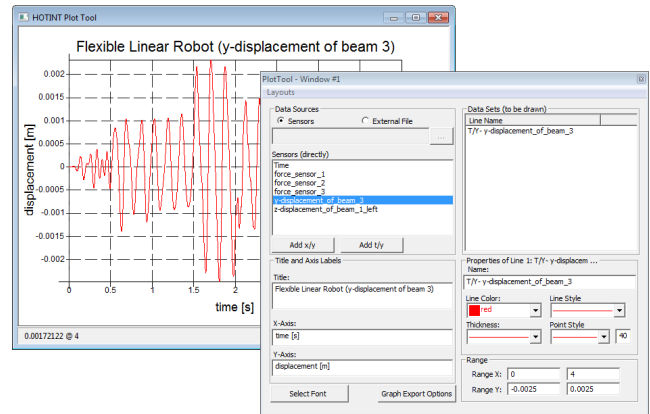 HOTINT Plot Tool
Flexible Linear Robot (y-displacement of beam 3)
0.002
0.0015
0.001
0.0005
0
-0.0005
-0.001
-0.0015
-0.002
displacement [m]
0 0.5 1 1.5 2
time [s]
0.00172122 @ 4
PlotTool - Window #1
Layouts
Data Sources
Sensors External File
...
Sensors (directly)
Time
force_sensor_1
force_sensor_2
force_sensor_3
y-displacement_of_beam_3
z-displacement_of_beam_1_left
Add x/y Add t/y
Title and Axis Labels
Title:
Flexible Linear Robot (y-displacement of beam 3)
X-Axis:
time [s]
Y-Axis:
displacement [m]
Select Font Graph Export Options
Data Sets (to be drawn)
Line Name
T/Y- y-displacement_of_beam_3
Properties of Line 1: T/Y- y-displacem ...
Name:
T/Y- y-displacement_of_beam_3
Line Color: Line Style
red
Thickness: Point Style
40
Range
Range X: 0 4
Range Y: -0.0025 0.0025